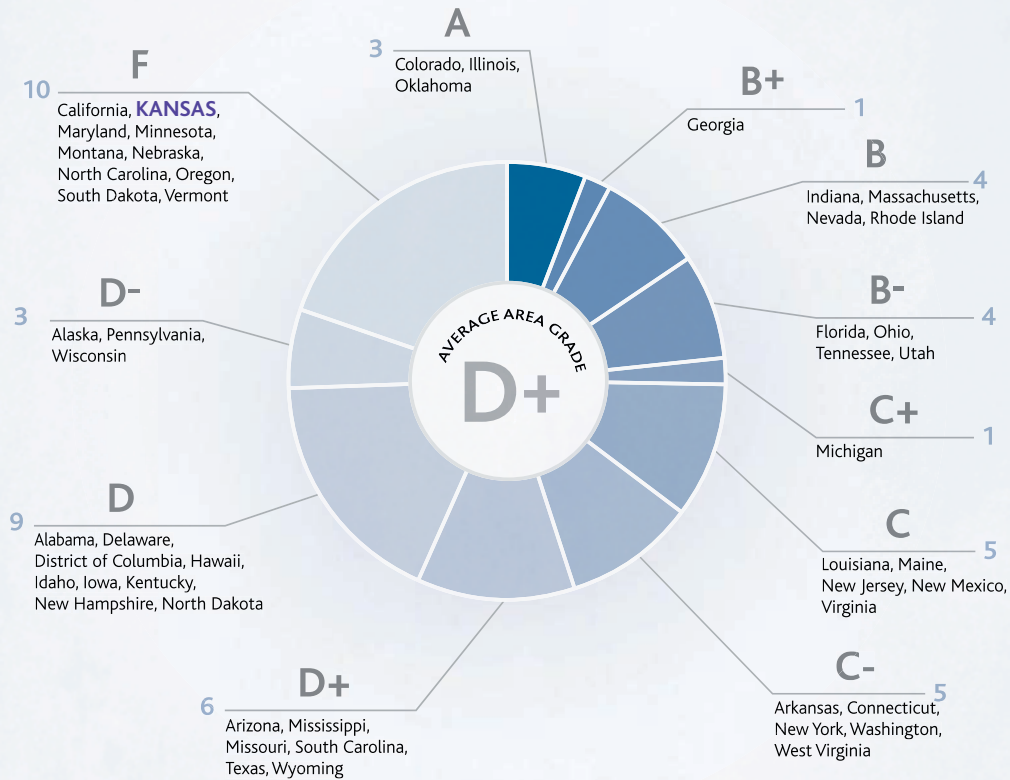 A
3
Colorado, Illinois,
Oklahoma
B+
1
Georgia
B
4
Indiana, Massachusetts,
Nevada, Rhode Island
B-
4
Florida, Ohio,
Tennessee, Utah
C+
1
Michigan
C
5
Louisiana, Maine,
New Jersey, New Mexico,
Virginia
C-
5
Arkansas, Connecticut,
New York, Washington,
West Virginia
D+
6
Arizona, Mississippi,
Missouri, South Carolina,
Texas, Wyoming
D
9
Alabama, Delaware,
District of Columbia, Hawaii,
Idaho, Iowa, Kentucky,
New Hampshire, North Dakota
D-
3
Alaska, Pennsylvania,
Wisconsin
F
10
California, KANSAS,
Maryland, Minnesota,
Montana, Nebraska,
North Carolina, Oregon,
South Dakota, Vermont
AVERAGE AREA GRADE
D+